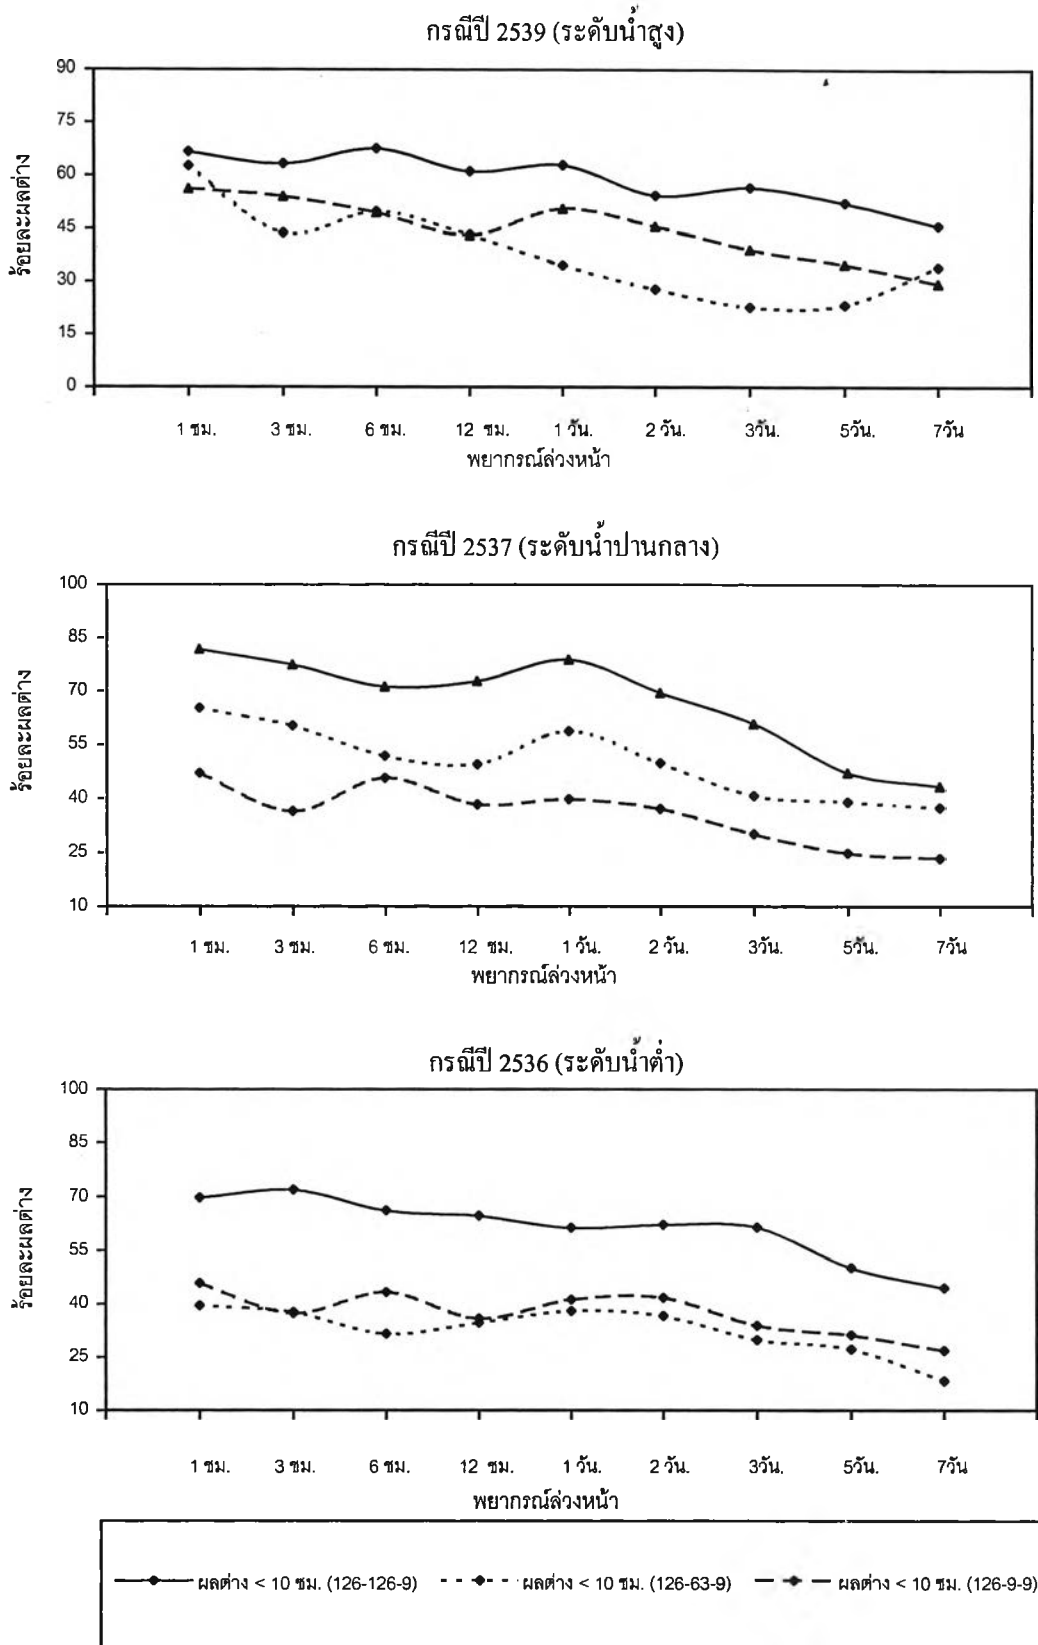 กรณีปี 2539 (ระดับน้ำสูง)
90
75
60
45
30
15
0
ร้อยละผลต่าง
1 ชม. 3 ชม. 6 ชม. 12 ชม. 1 วัน. 2 วัน. 3วัน. 5วัน. 7วัน
พยากรณ์ล่วงหน้า
กรณีปี 2537 (ระดับน้ำปานกลาง)
100
85
70
55
40
25
10
ร้อยละผลต่าง
1 ชม. 3 ชม. 6 ชม. 12 ชม. 1 วัน. 2 วัน. 3วัน. 5วัน. 7วัน
พยากรณ์ล่วงหน้า
กรณีปี 2536 (ระดับน้ำต่ำ)
100
85
70
55
40
25
10
ร้อยละผลต่าง
1 ชม. 3 ชม. 6 ชม. 12 ชม. 1 วัน. 2 วัน. 3วัน. 5วัน. 7วัน
พยากรณ์ล่วงหน้า
ผลต่าง < 10 ซม. (126-126-9) ผลต่าง < 10 ซม. (126-63-9) ผลต่าง < 10 ซม. (126-9-9)